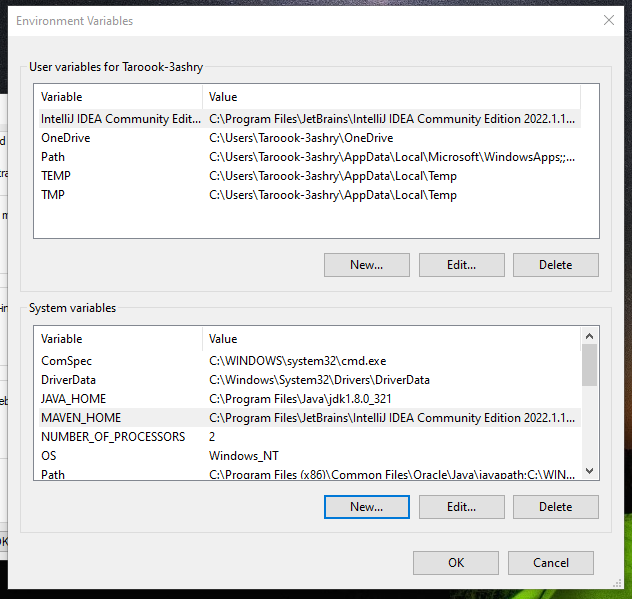 Environment Variables
User variables for Taroook-3ashry
Variable Value
IntelliJ IDEA Community Edit... C:\Program Files\JetBrains\IntelliJ IDEA Community Edition 2022.1.1...
OneDrive C:\Users\Taroook-3ashry\OneDrive
Path C:\Users\Taroook-3ashry\AppData\Local\Microsoft\WindowsApps;;...
TEMP C:\Users\Taroook-3ashry\AppData\Local\Temp
TMP C:\Users\Taroook-3ashry\AppData\Local\Temp
New... Edit... Delete
System variables
Variable Value
ComSpec C:\WINDOWS\system32\cmd.exe
DriverData C:\Windows\System32\Drivers\DriverData
JAVA_HOME C:\Program Files\Java\jdk1.8.0_321
MAVEN_HOME C:\Program Files\JetBrains\IntelliJ IDEA Community Edition 2022.1.1...
NUMBER_OF_PROCESSORS 2
OS Windows_NT
Path C:\Program Files (x86)\Common Files\Oracle\Java\javapath;C:\WIN...
New... Edit... Delete
OK Cancel